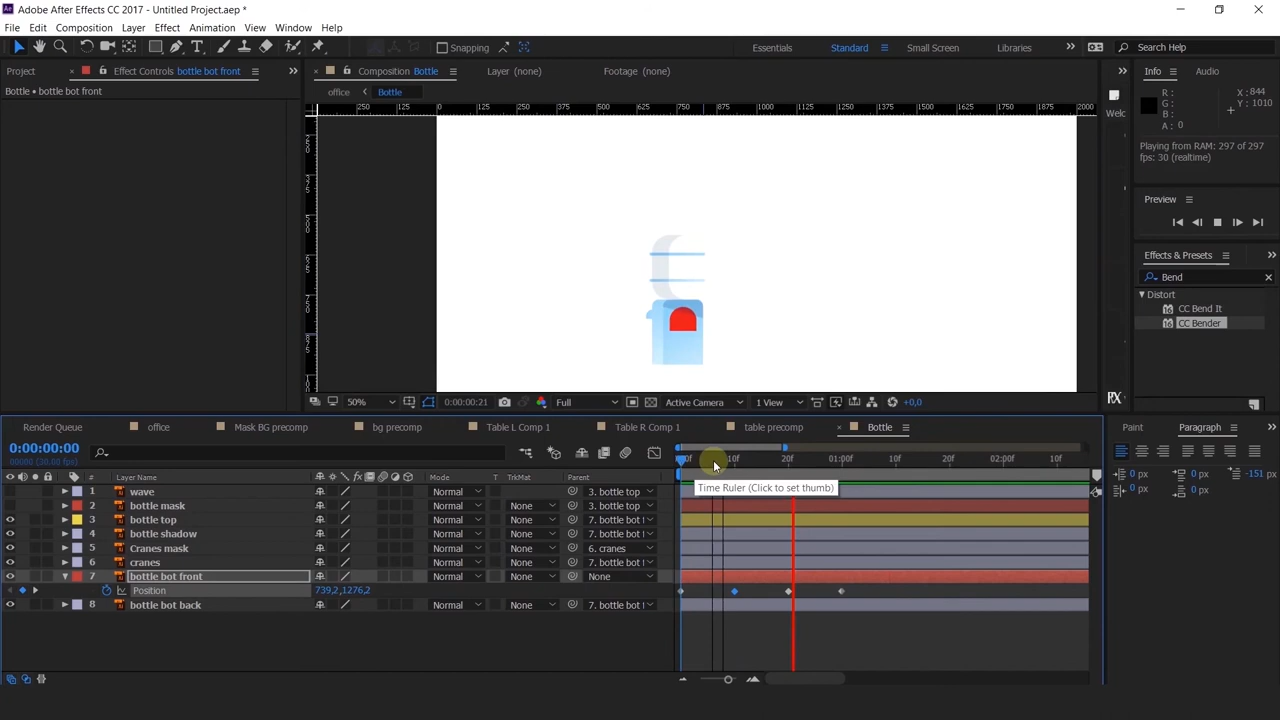 Adobe After Effects CC 2017 - Untitled Project.aep *
File Edit Composition Layer Effect Animation View Window Help
Snapping Essentials Standard Small Screen Libraries Search Help
Project Effect Controls bottle bot front Composition Bottle Layer (none) Footage (none) Info Audio
Bottle • bottle bot front office Bottle
R: X: 844
G: Y: 1010
B:
A: 0
250 125 0 125 250 375 500 625 750 875 1000 1125 1250 1375 1500 1625 1750 1875 2000
Welc
Playing from RAM: 297 of 297
fps: 30 (realtime)
Preview
Effects & Presets
Bend
Distort
CC Bend It
CC Bender
50% 0:00:00:21 Full Active Camera 1 View +0,0
Render Queue office Mask BG precomp bg precomp Table L Comp 1 Table R Comp 1 table precomp Bottle Paint Paragraph
0:00:00:00
00000 (30.00 fps)
10f 20f 01:00f 10f 20f 02:00f 10f
Layer Name Mode T TrkMat Parent
0 px 0 px -151 px
0 px 0 px
Time Ruler (Click to set thumb)
1 wave Normal 3. bottle top
2 bottle mask Normal None 3. bottle top
3 bottle top Normal None 7. bottle bot f
4 bottle shadow Normal None 7. bottle bot f
5 Cranes mask Normal None 6. cranes
6 cranes Normal None 7. bottle bot f
7 bottle bot front Normal None None
Position 739,2,1276,2
8 bottle bot back Normal None 7. bottle bot f